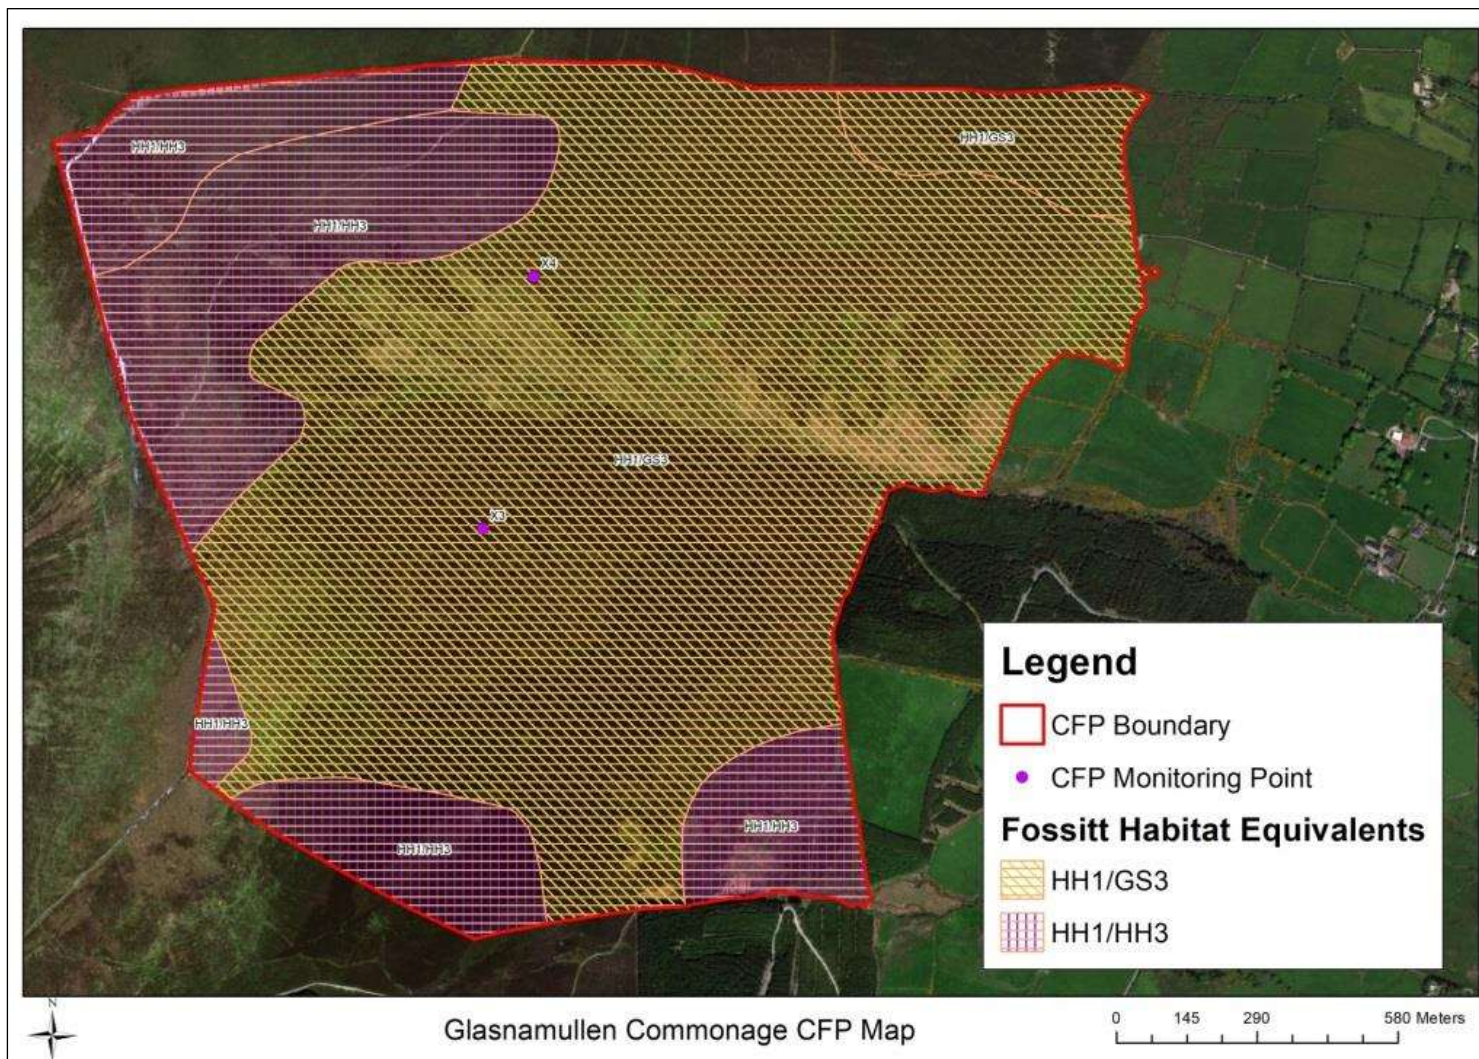 HH1/HH3
HH1/GS3
HH1/HH3
X4
HH1/GS3
X3
HH1/HH3
HH1/HH3
HH1/HH3
Legend
CFP Boundary
CFP Monitoring Point
Fossitt Habitat Equivalents
HH1/GS3
HH1/HH3
N
Glasnamullen Commonage CFP Map
0 145 290 580 Meters